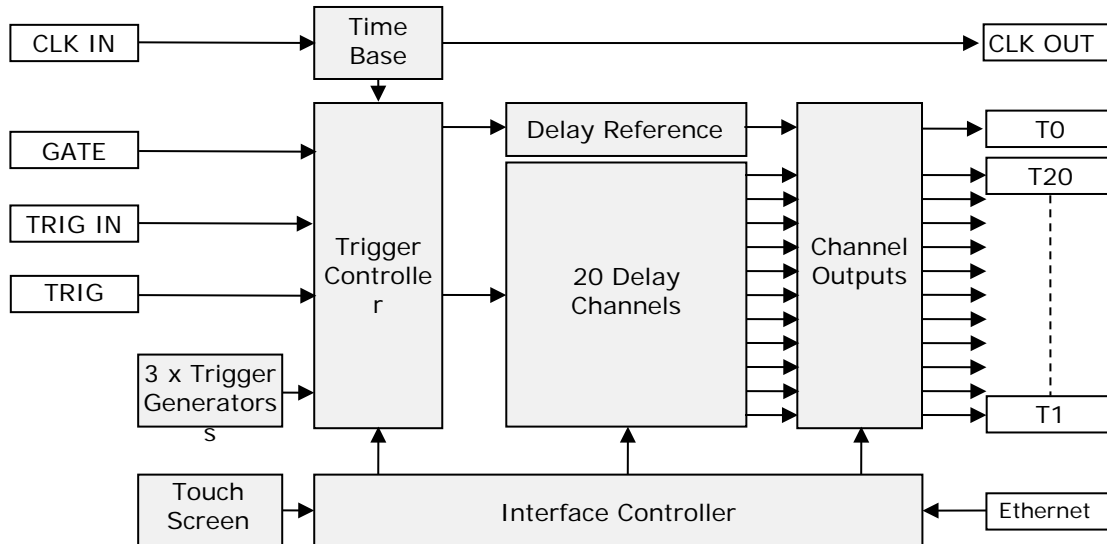 CLK IN
Time
Base
CLK OUT
GATE
Delay Reference
T0
T20
TRIG IN
Trigger
Controlle
r
20 Delay
Channels
Channel
Outputs
TRIG
3 x Trigger
Generators
s
T1
Touch
Screen
Interface Controller
Ethernet